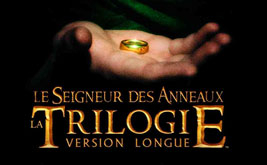 LE SEIGNEUR DES ANNEAUX
LA TRILOGIE
VERSION LONGUE